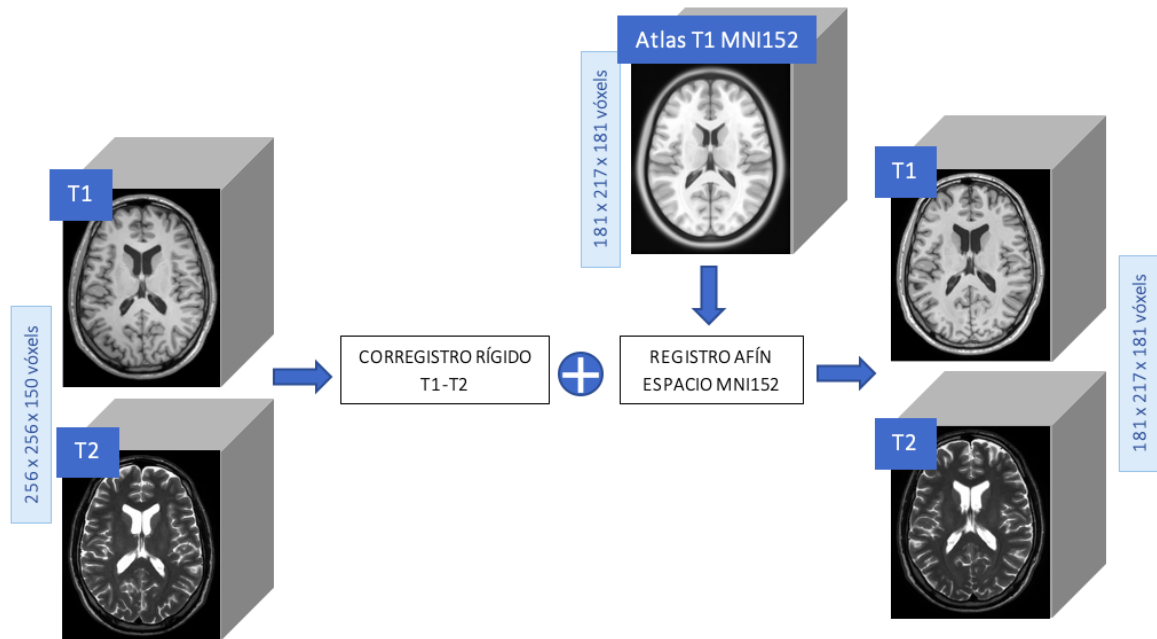 Atlas T1 MNI152
181 x 217 x 181 vóxels
T1
T2
256 x 256 x 150 vóxels
CORREGISTRO RÍGIDO
T1-T2
REGISTRO AFÍN
ESPACIO MNI152
T1
T2
181 x 217 x 181 vóxels